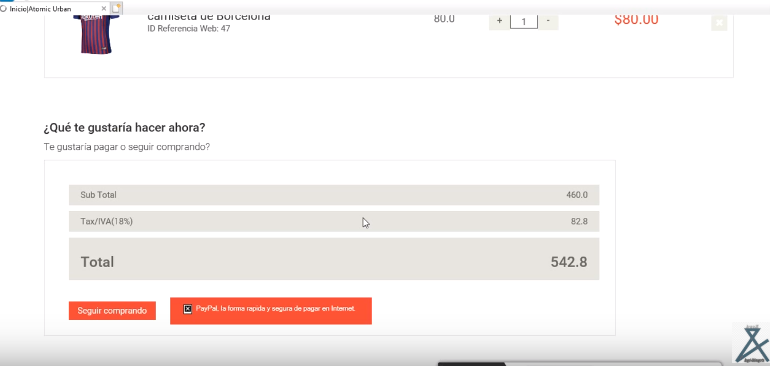 Inicio|Atomic Urban
camiseta de Borcelona
ID Referencia Web: 47
80.0
+ 1 -
$80.00
¿Qué te gustaría hacer ahora?
Te gustaría pagar o seguir comprando?
Sub Total 460.0
Tax/IVA(18%) 82.8
Total 542.8
Seguir comprando
PayPal, la forma rapida y segura de pagar en Internet.